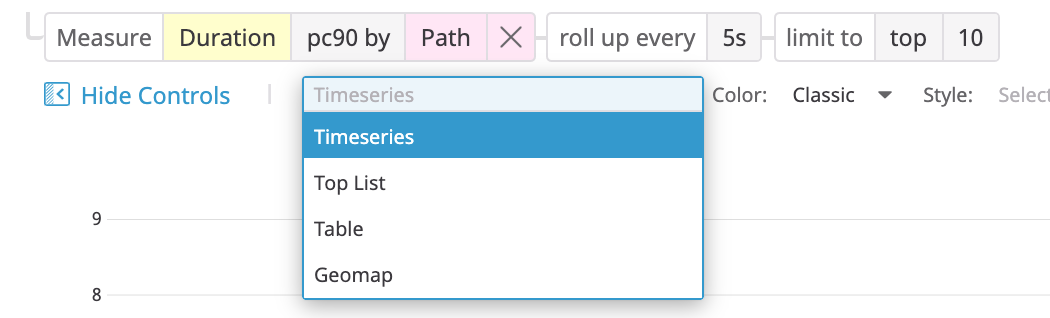 Measure Duration pc90 by Path roll up every 5s limit to top 10
Hide Controls Timeseries Color: Classic Style: Select
Timeseries
Top List
9
Table
Geomap
8